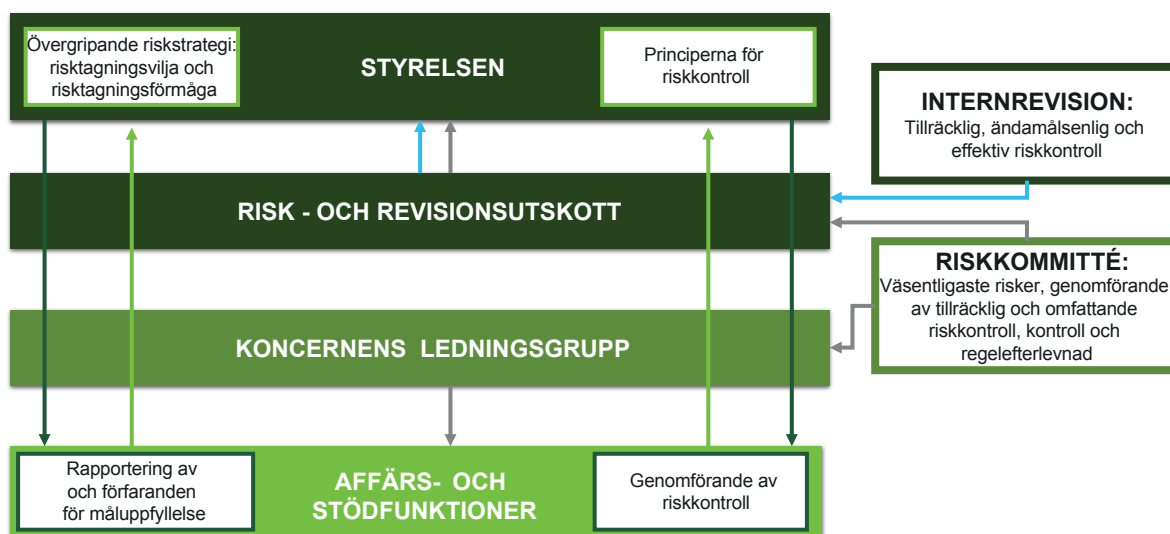 Övergripande riskstrategi:
risktagningsvilja och
risktagningsförmåga
STYRELSEN
Principerna för
riskkontroll
INTERNREVISION:
Tillräcklig, ändamålsenlig och
effektiv riskkontroll
RISK - OCH REVISIONSUTSKOTT
RISKKOMMITTÉ:
Väsentligaste risker, genomförande
av tillräcklig och omfattande
riskkontroll, kontroll och
regelefterlevnad
KONCERNENS LEDNINGSGRUPP
Rapportering av
och förfaranden
för måluppfyllelse
AFFÄRS- OCH
STÖDFUNKTIONER
Genomförande av
riskkontroll